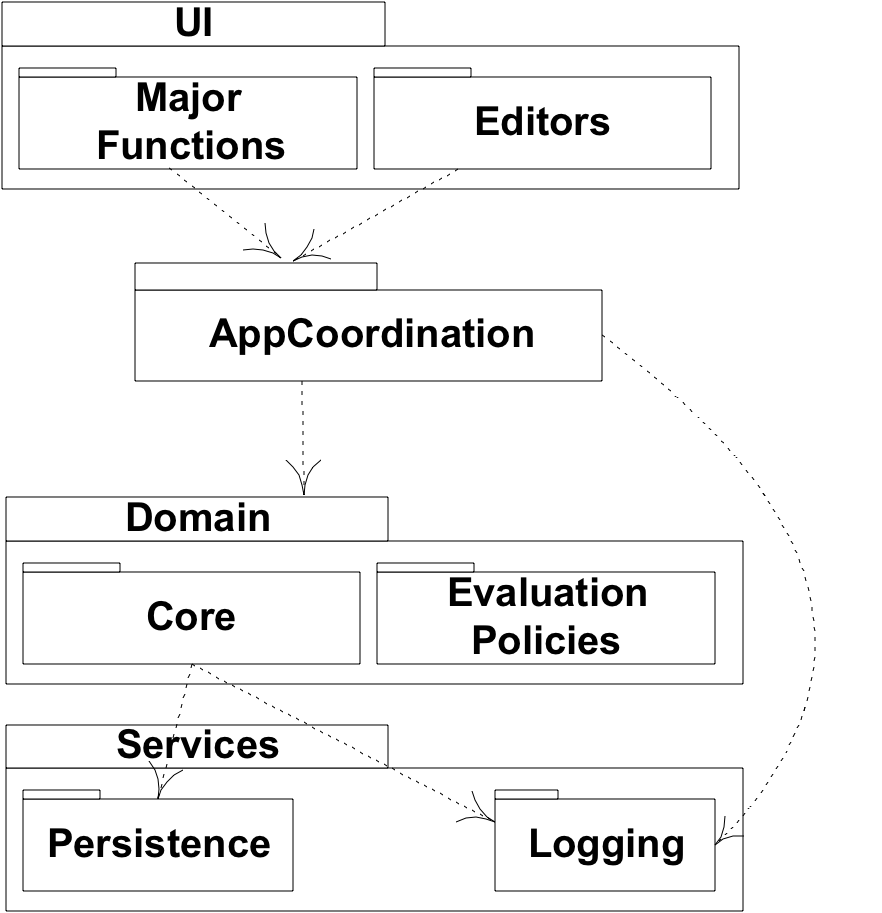 UI
Major
Functions
Editors
AppCoordination
Domain
Core
Evaluation
Policies
Services
Persistence
Logging